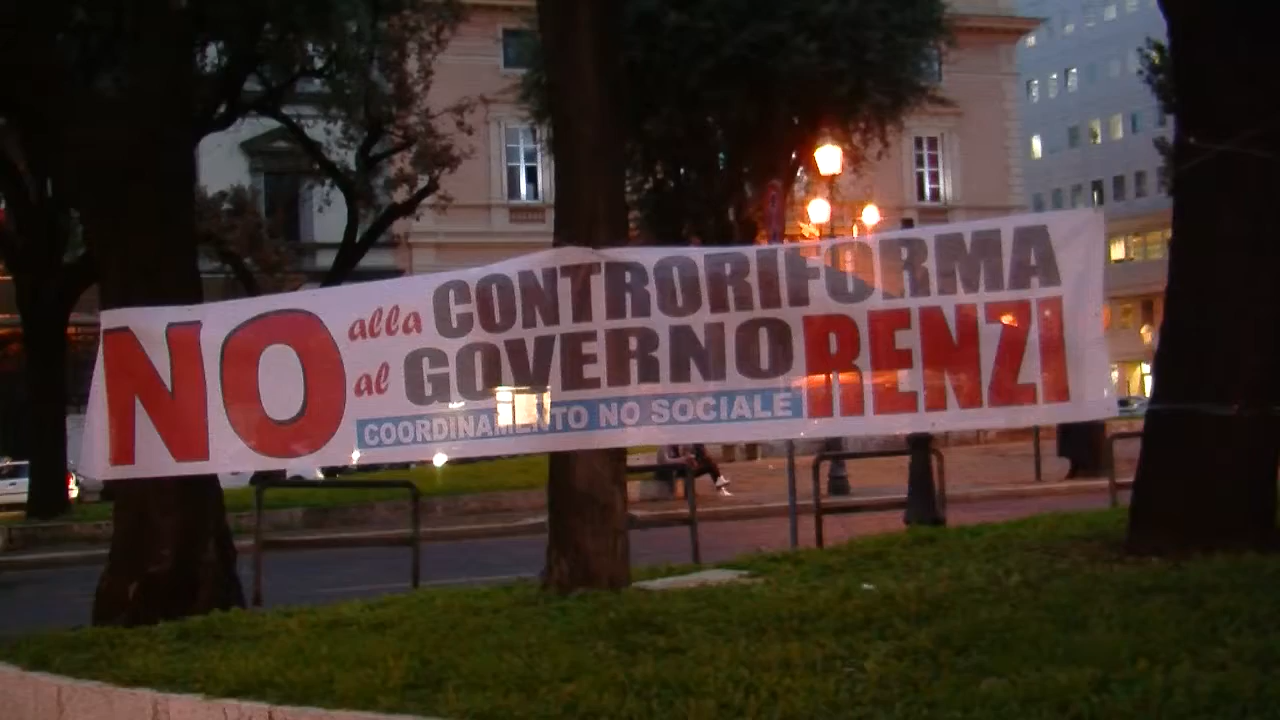 NO alla CONTRORIFORMA
al GOVERNO RENZI
COORDINAMENTO NO SOCIALE